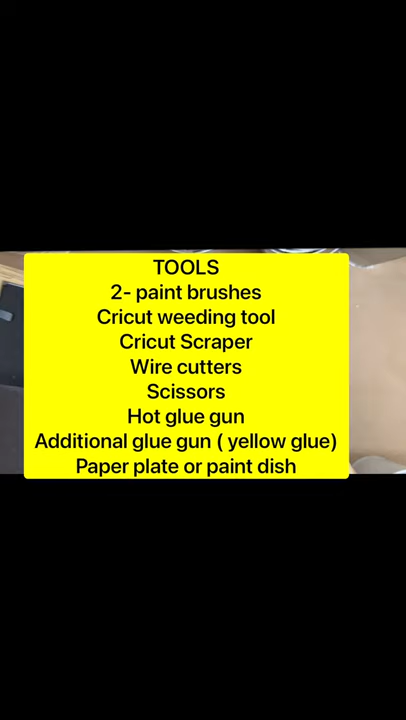 TOOLS
2- paint brushes
Cricut weeding tool
Cricut Scraper
Wire cutters
Scissors
Hot glue gun
Additional glue gun ( yellow glue)
Paper plate or paint dish